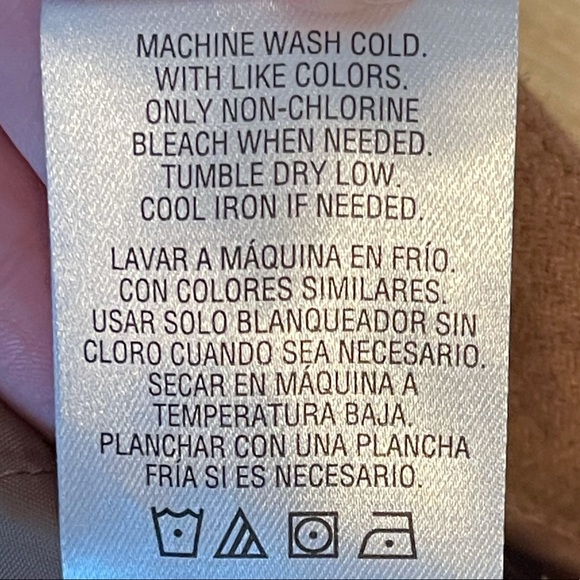 MACHINE WASH COLD.
WITH LIKE COLORS.
ONLY NON-CHLORINE
BLEACH WHEN NEEDED.
TUMBLE DRY LOW.
COOL IRON IF NEEDED.
LAVAR A MÁQUINA EN FRÍO.
CON COLORES SIMILARES.
USAR SOLO BLANQUEADOR SIN
CLORO CUANDO SEA NECESARIO.
SECAR EN MÁQUINA A
TEMPERATURA BAJA.
PLANCHAR CON UNA PLANCHA
FRÍA SI ES NECESARIO.